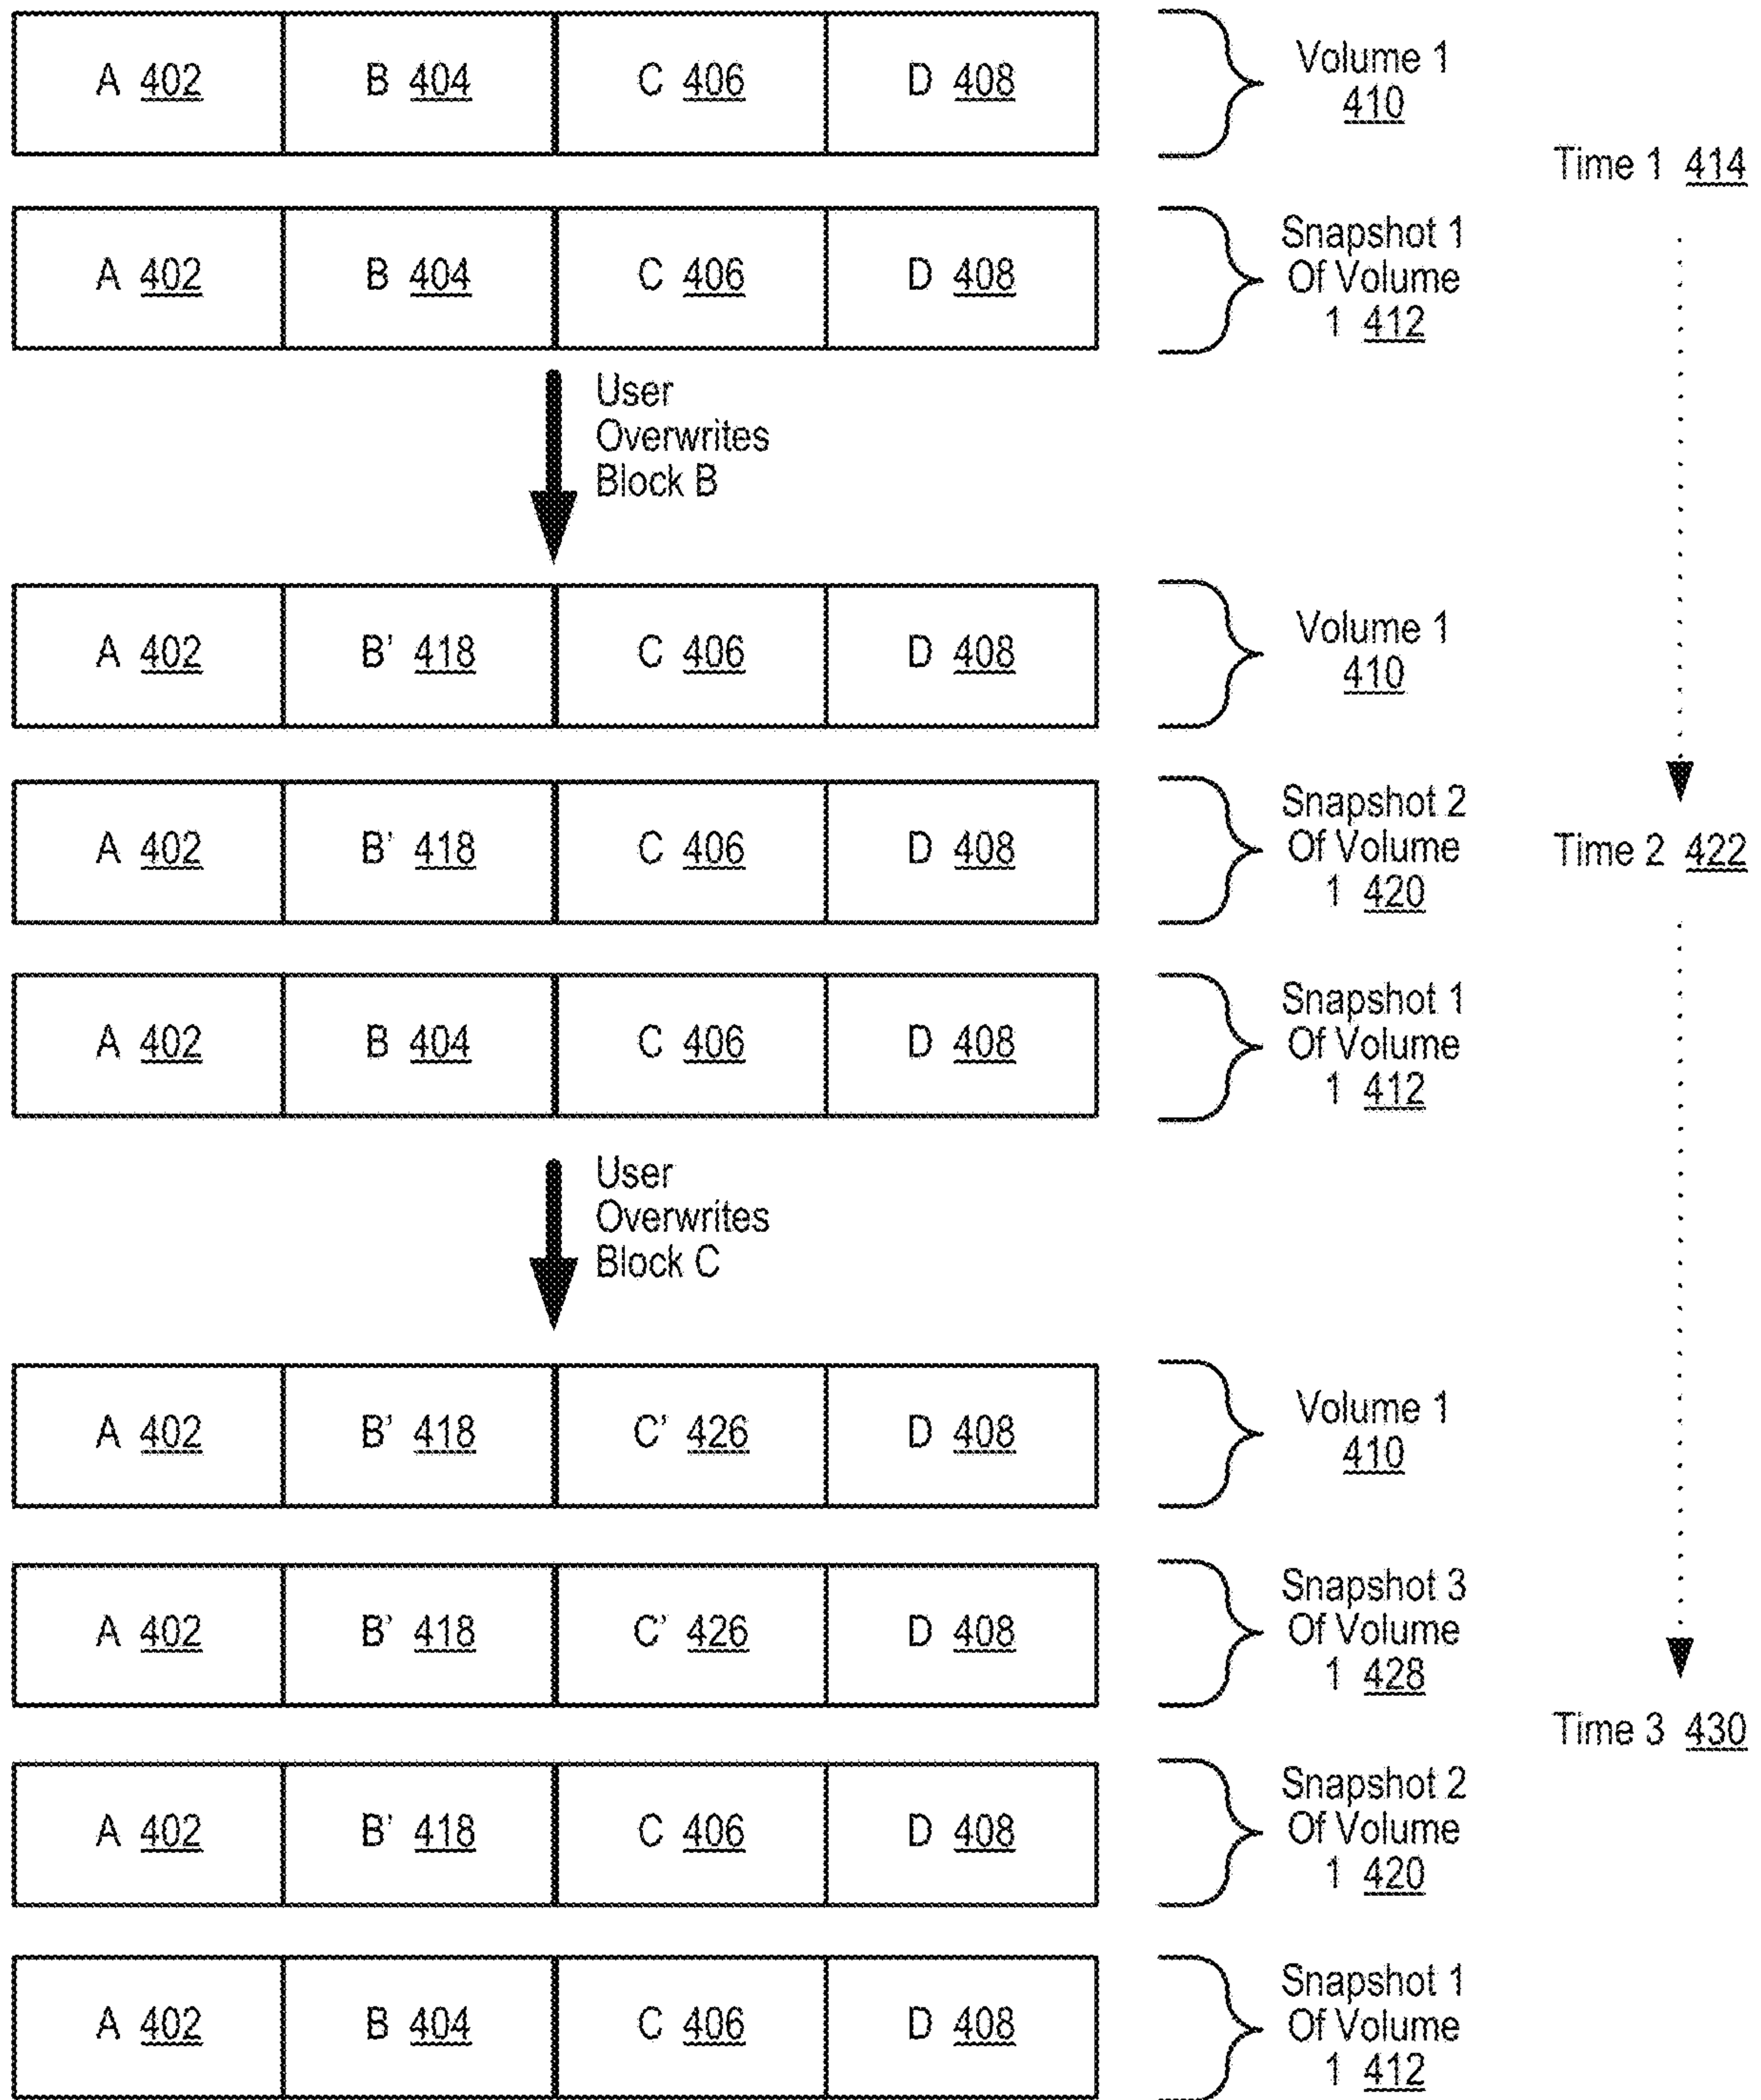 A 402 B 404 C 406 D 408
Volume 1
410
Time 1 414
A 402 B 404 C 406 D 408
Snapshot 1
Of Volume
1 412
User
Overwrites
Block B
A 402 B' 418 C 406 D 408
Volume 1
410
A 402 B' 418 C 406 D 408
Snapshot 2
Of Volume
1 420
Time 2 422
A 402 B 404 C 406 D 408
Snapshot 1
Of Volume
1 412
User
Overwrites
Block C
A 402 B' 418 C' 426 D 408
Volume 1
410
A 402 B' 418 C' 426 D 408
Snapshot 3
Of Volume
1 428
Time 3 430
A 402 B' 418 C 406 D 408
Snapshot 2
Of Volume
1 420
A 402 B 404 C 406 D 408
Snapshot 1
Of Volume
1 412